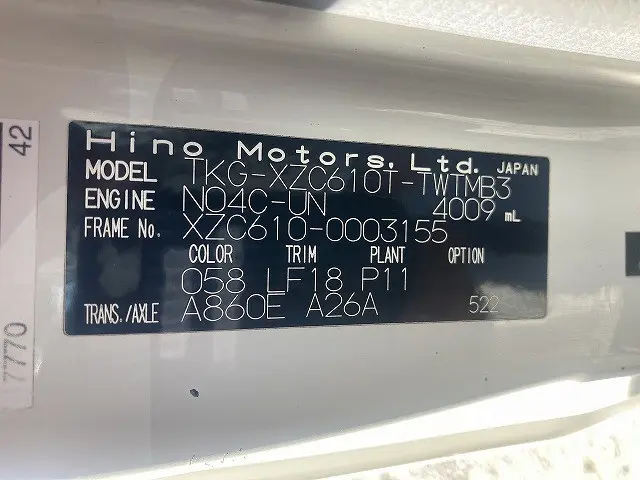 Hino Motors, Ltd. JAPAN
MODEL TKG-XZC610T-TWTMB3
ENGINE N04C-UN 4009 mL
FRAME No. XZC610-0003155
COLOR TRIM PLANT OPTION
058 LF18 P11
TRANS./AXLE A860E A26A 522
42
7770